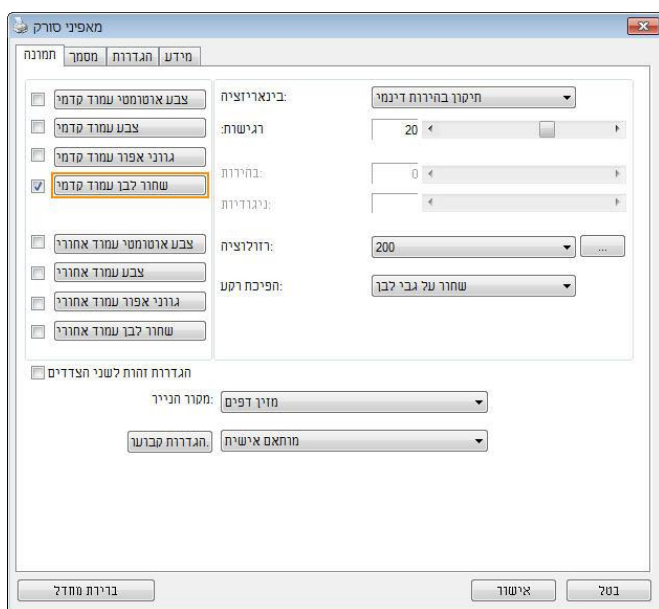 מאפיני סורק
תמונה מסמך הגדרות מידע
צבע אוטומטי עמוד קדמי
צבע עמוד קדמי
גווני אפור עמוד קדמי
שחור לבן עמוד קדמי
צבע אוטומטי עמוד אחורי
צבע עמוד אחורי
גווני אפור עמוד אחורי
שחור לבן עמוד אחורי
בינאריזציה: תיקון בהירות דינמי
רגישות: 20
בהירות: 0
ניגודיות:
רזולוציה: 200 ...
הפיכת רקע: שחור על גבי לבן
הגדרות זהות לשני הצדדים
מקור הנייר: מזין דפים
הגדרות קבוער. מותאם אישית
ברירת מחדל אישור בטל